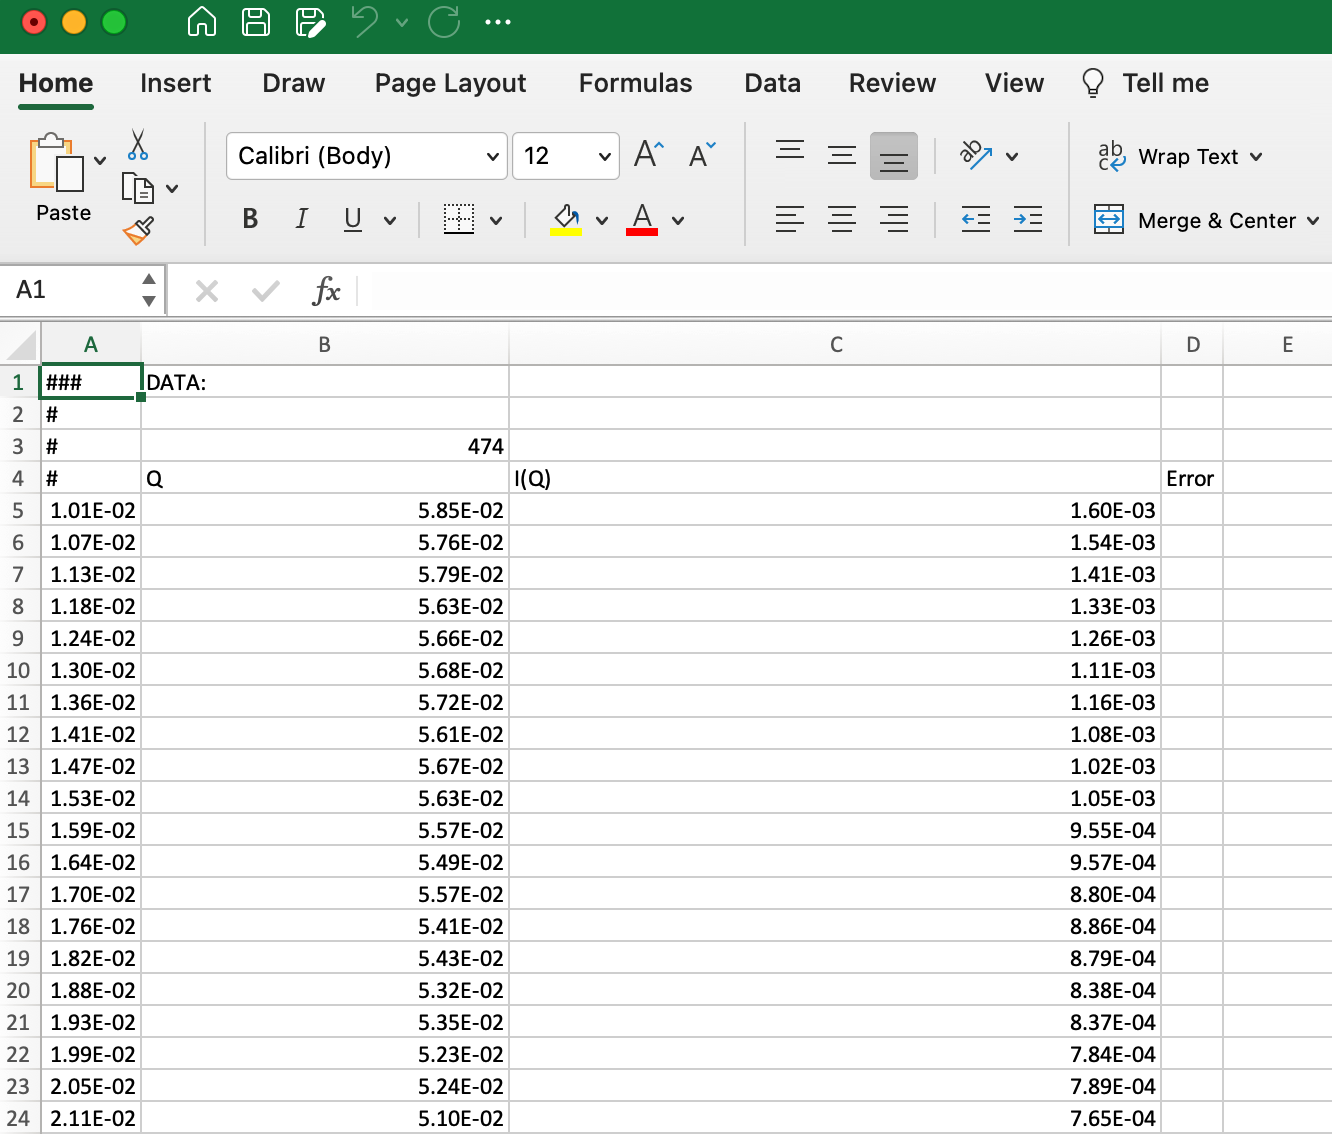 Home Insert Draw Page Layout Formulas Data Review View Tell me
Paste Calibri (Body) 12 A A ab Wrap Text
B I U A Merge & Center
A1 fx
A B C D E
1 ### DATA:
2 #
3 # 474
4 # Q I(Q) Error
5 1.01E-02 5.85E-02 1.60E-03
6 1.07E-02 5.76E-02 1.54E-03
7 1.13E-02 5.79E-02 1.41E-03
8 1.18E-02 5.63E-02 1.33E-03
9 1.24E-02 5.66E-02 1.26E-03
10 1.30E-02 5.68E-02 1.11E-03
11 1.36E-02 5.72E-02 1.16E-03
12 1.41E-02 5.61E-02 1.08E-03
13 1.47E-02 5.67E-02 1.02E-03
14 1.53E-02 5.63E-02 1.05E-03
15 1.59E-02 5.57E-02 9.55E-04
16 1.64E-02 5.49E-02 9.57E-04
17 1.70E-02 5.57E-02 8.80E-04
18 1.76E-02 5.41E-02 8.86E-04
19 1.82E-02 5.43E-02 8.79E-04
20 1.88E-02 5.32E-02 8.38E-04
21 1.93E-02 5.35E-02 8.37E-04
22 1.99E-02 5.23E-02 7.84E-04
23 2.05E-02 5.24E-02 7.89E-04
24 2.11E-02 5.10E-02 7.65E-04